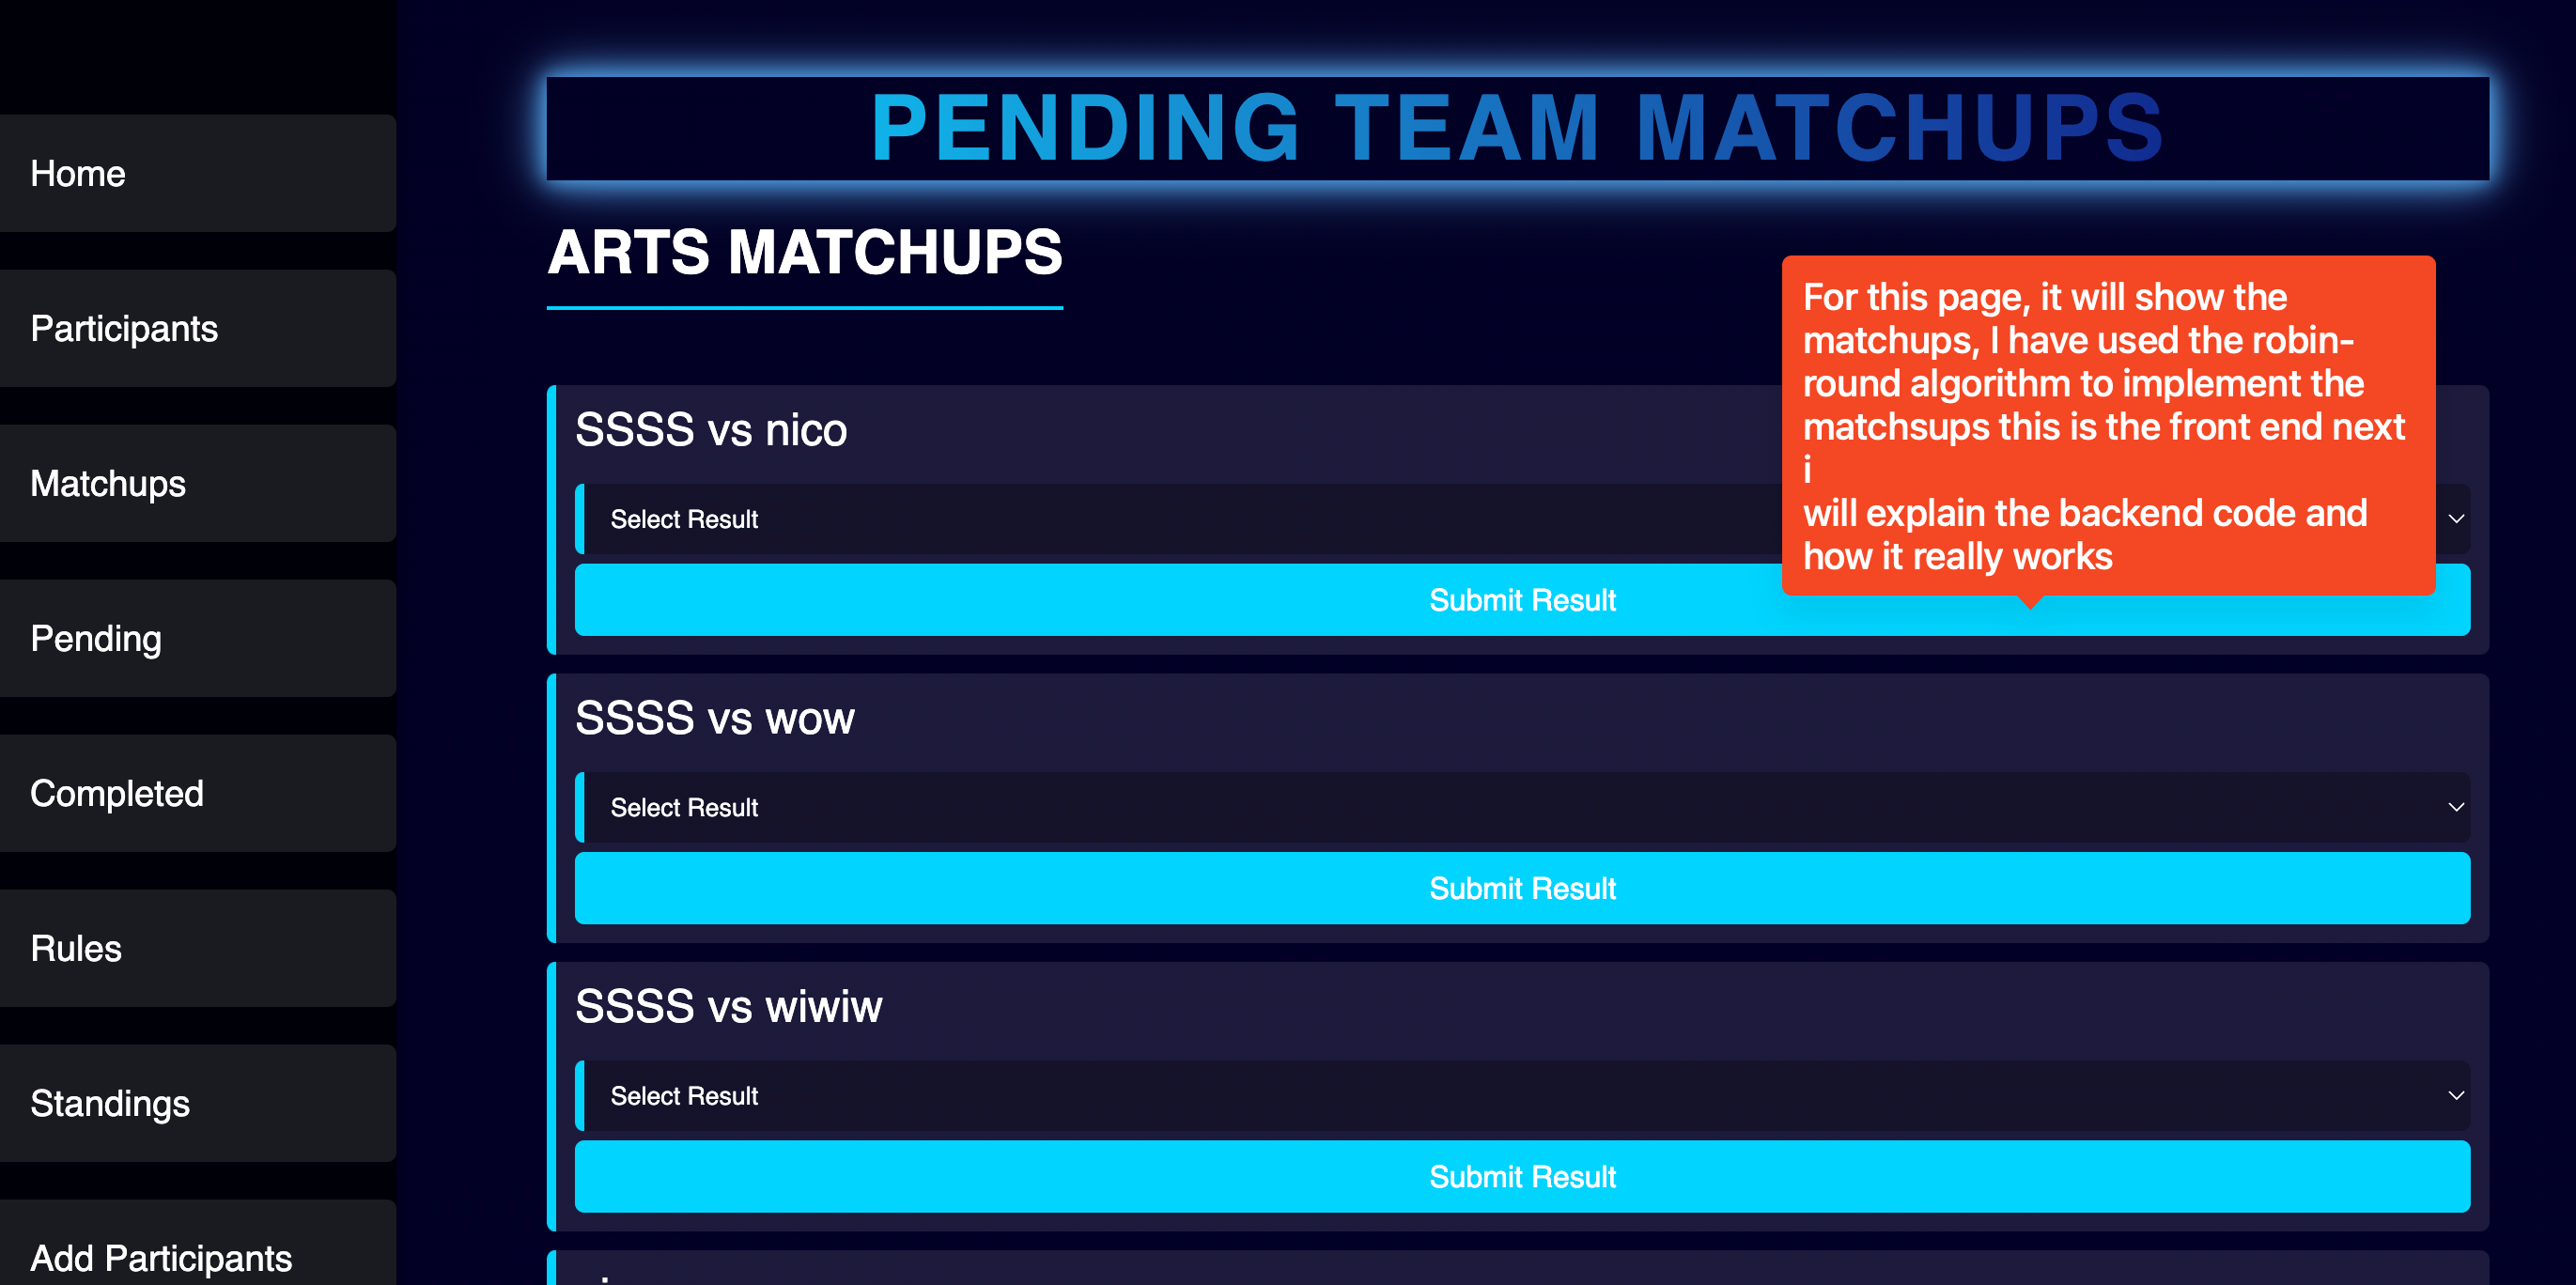 Home
Participants
Matchups
Pending
Completed
Rules
Standings
Add Participants
PENDING TEAM MATCHUPS
ARTS MATCHUPS
For this page, it will show the
matchups, I have used the robin-
round algorithm to implement the
matchsups this is the front end next
i
will explain the backend code and
how it really works
SSSS vs nico
Select Result
Submit Result
SSSS vs wow
Select Result
Submit Result
SSSS vs wiwiw
Select Result
Submit Result